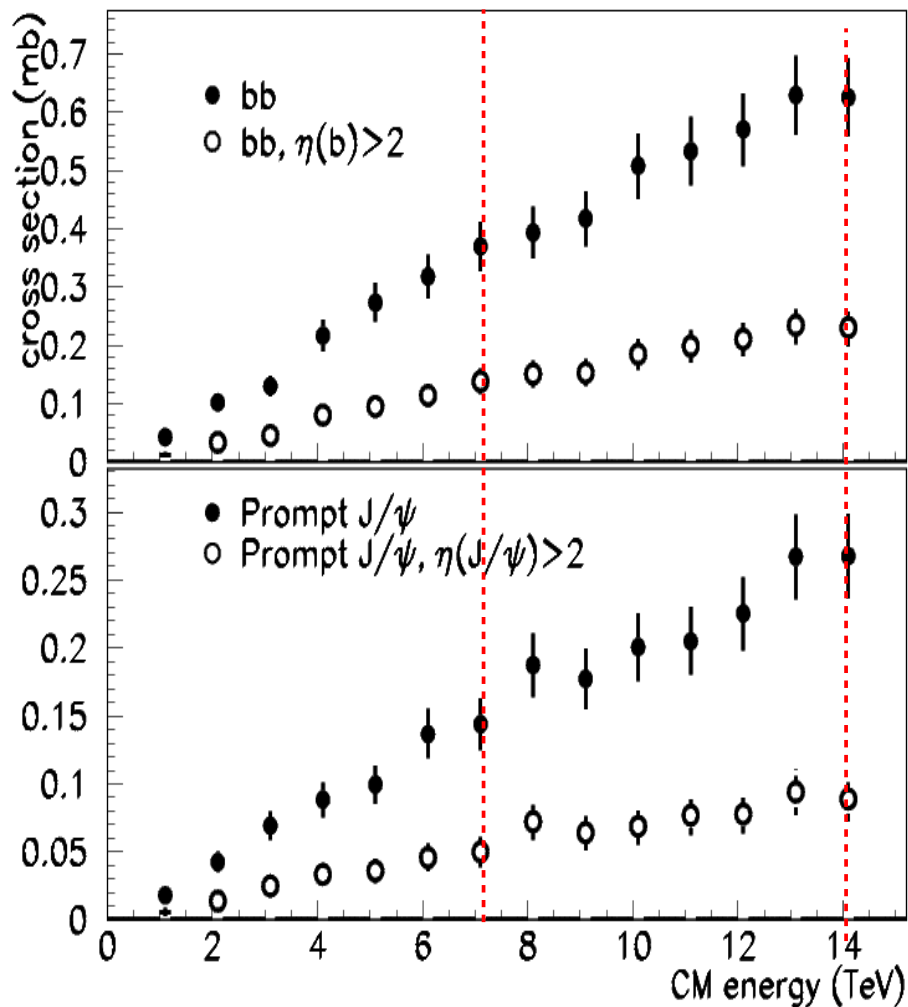 cross section (mb)
0.7
0.6
0.5
0.4
0.3
0.2
0.1
0
bb
bb, η(b)>2
0.3
0.25
0.2
0.15
0.1
0.05
0
Prompt J/ψ
Prompt J/ψ, η(J/ψ)>2
0 2 4 6 8 10 12 14
CM energy (TeV)